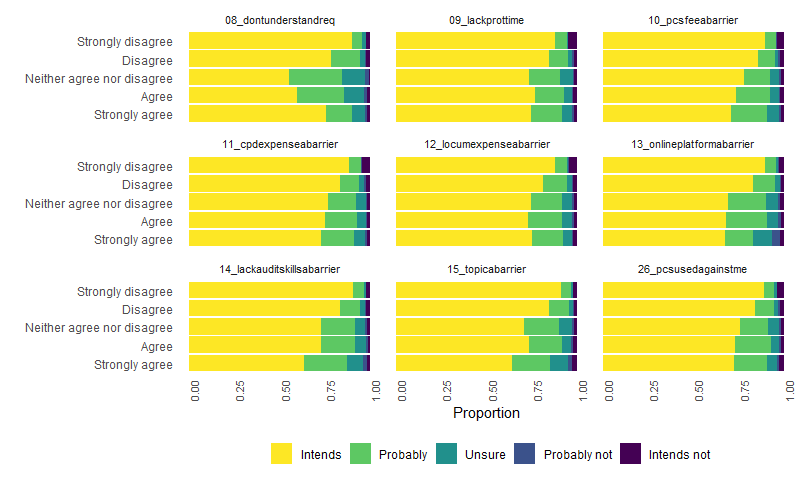 08_dontunderstandreq 09_lackprottime 10_pcsfeeabarrier
Strongly disagree
Disagree
Neither agree nor disagree
Agree
Strongly agree
11_cpdexpenseabarrier 12_locumexpenseabarrier 13_onlineplatformabarrier
Strongly disagree
Disagree
Neither agree nor disagree
Agree
Strongly agree
14_lackauditskillsabarrier 15_topicabarrier 26_pcsusedagainstme
Strongly disagree
Disagree
Neither agree nor disagree
Agree
Strongly agree
0.00 0.25 0.50 0.75 1.00 0.00 0.25 0.50 0.75 1.00 0.00 0.25 0.50 0.75 1.00
Proportion
Intends Probably Unsure Probably not Intends not